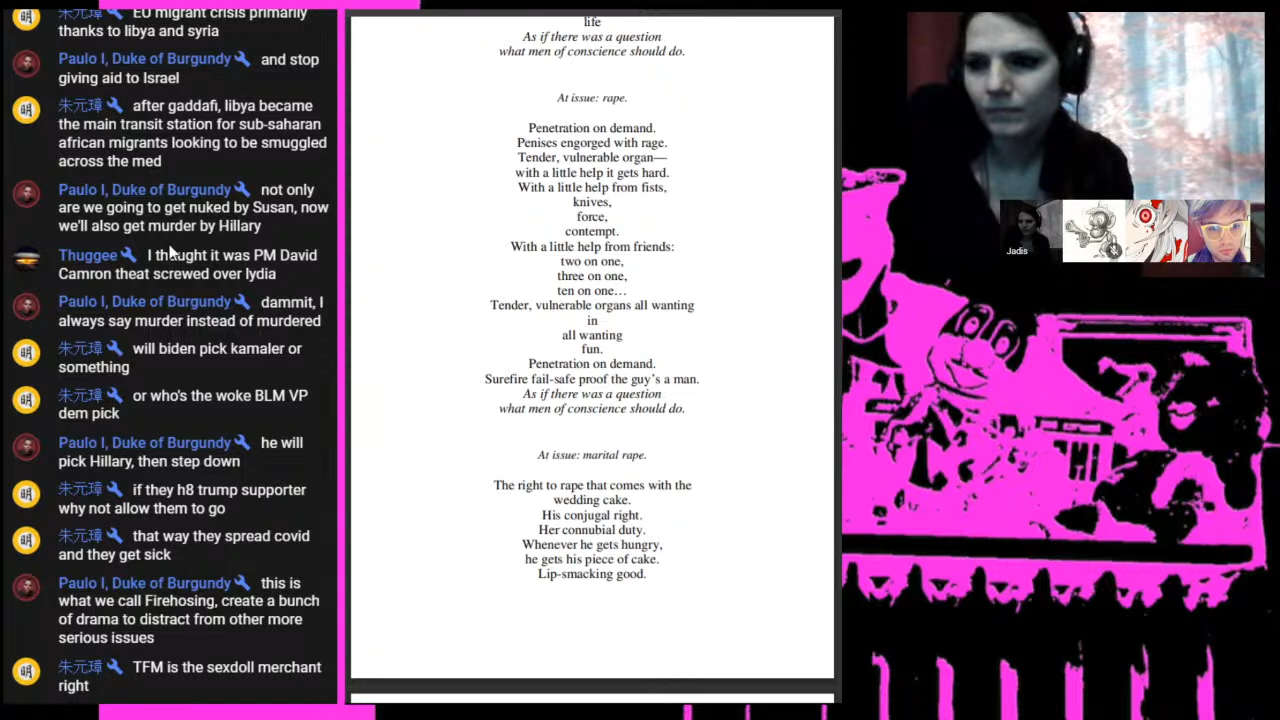 朱元璋 EU migrant crisis primarily
thanks to libya and syria
Paulo I, Duke of Burgundy and stop
giving aid to Israel
朱元璋 after gaddafi, libya became
the main transit station for sub-saharan
african migrants looking to be smuggled
across the med
Paulo I, Duke of Burgundy not only
are we going to get nuked by Susan, now
we'll also get murder by Hillary
Thuggee I thought it was PM David
Camron theat screwed over lydia
Paulo I, Duke of Burgundy dammit, I
always say murder instead of murdered
朱元璋 will biden pick kamaler or
something
朱元璋 or who's the woke BLM VP
dem pick
Paulo I, Duke of Burgundy he will
pick Hillary, then step down
朱元璋 if they h8 trump supporter
why not allow them to go
朱元璋 that way they spread covid
and they get sick
Paulo I, Duke of Burgundy this is
what we call Firehosing, create a bunch
of drama to distract from other more
serious issues
朱元璋 TFM is the sexdoll merchant
right
life
As if there was a question
what men of conscience should do.
At issue: rape.
Penetration on demand.
Penises engorged with rage.
Tender, vulnerable organ—
with a little help it gets hard.
With a little help from fists,
knives,
force,
contempt.
With a little help from friends:
two on one,
three on one,
ten on one…
Tender, vulnerable organs all wanting
in
all wanting
fun.
Penetration on demand.
Surefire fail-safe proof the guy's a man.
As if there was a question
what men of conscience should do.
At issue: marital rape.
The right to rape that comes with the
wedding cake.
His conjugal right.
Her connubial duty.
Whenever he gets hungry,
he gets his piece of cake.
Lip-smacking good.
Jadis